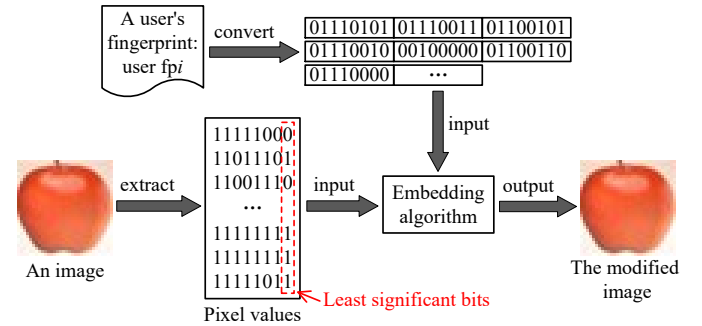 A user's
fingerprint:
user fpi
convert
01110101 01110011 01100101
01110010 00100000 01100110
01110000 ...
input
An image
extract
11111000
11011101
11001110
...
11111111
11111111
11111011
Pixel values
Least significant bits
input
Embedding
algorithm
output
The modified
image